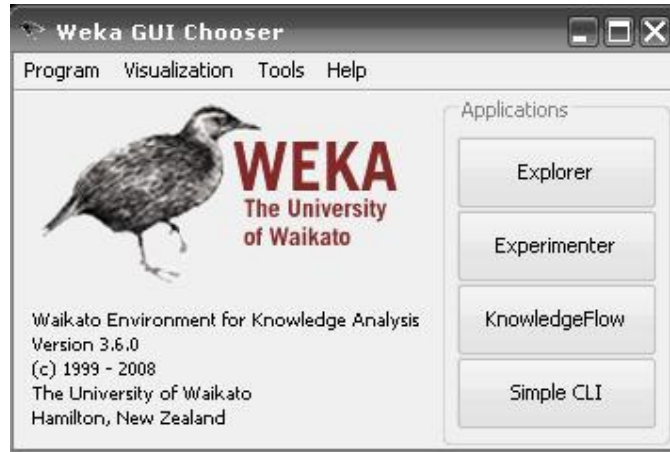 Weka GUI Chooser
Program Visualization Tools Help
WEKA
The University
of Waikato
Waikato Environment for Knowledge Analysis
Version 3.6.0
(c) 1999 - 2008
The University of Waikato
Hamilton, New Zealand
Applications
Explorer
Experimenter
KnowledgeFlow
Simple CLI